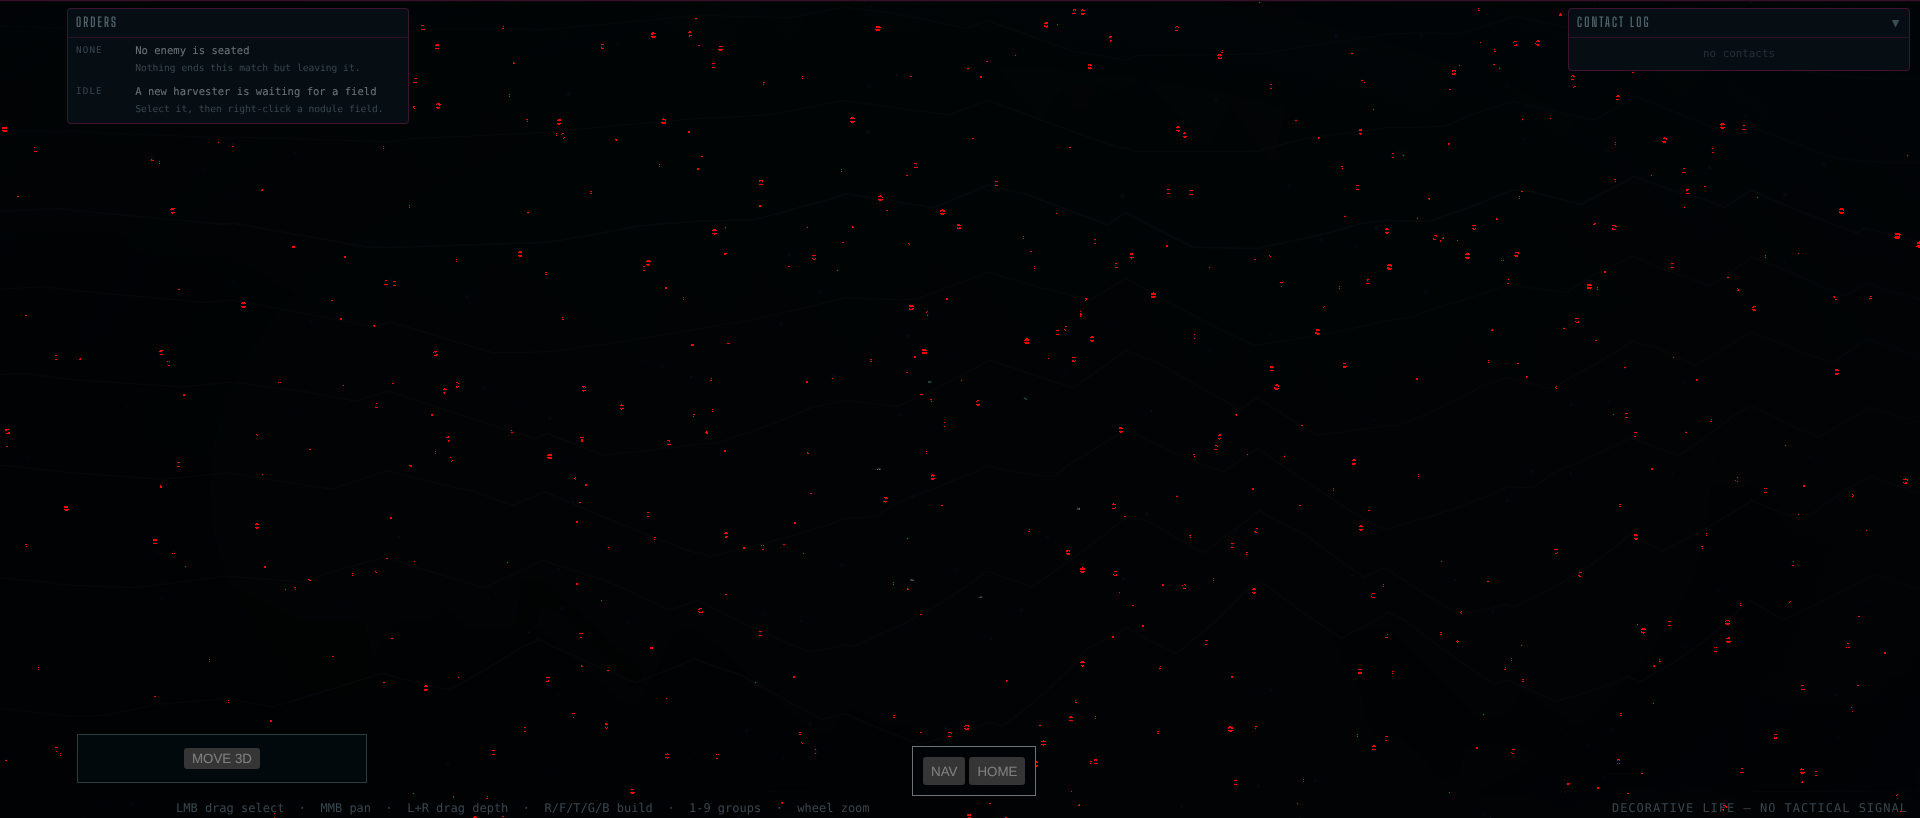 ORDERS
NONE No enemy is seated
Nothing ends this match but leaving it.
IDLE A new harvester is waiting for a field
Select it, then right-click a nodule field.
CONTACT LOG ▼
no contacts
MOVE 3D
NAV HOME
LMB drag select · MMB pan · L+R drag depth · R/F/T/G/B build · 1-9 groups · wheel zoom
DECORATIVE LIFE — NO TACTICAL SIGNAL